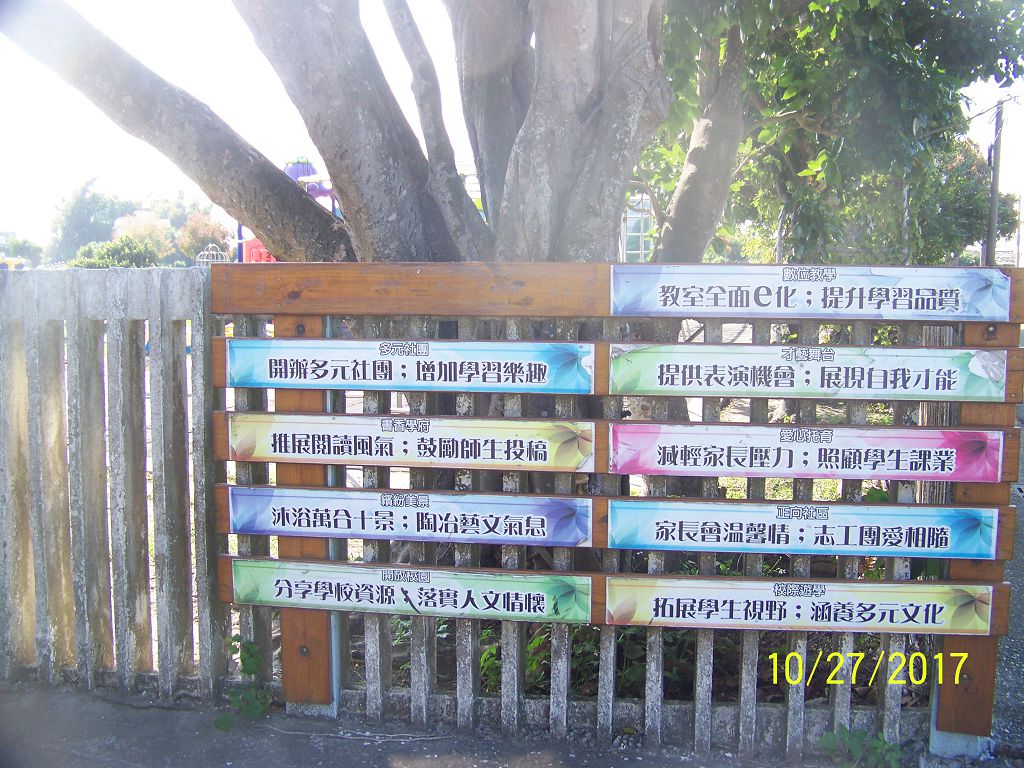 數位教學
教室全面e化；提升學習品質
多元社團
開辦多元社團；增加學習樂趣
才藝舞台
提供表演機會；展現自我才能
書香學府
推展閱讀風氣；鼓勵師生投稿
愛心托育
減輕家長壓力；照顧學生課業
繽紛美景
沐浴萬合十景；陶冶藝文氣息
正向社區
家長會溫馨情；志工團愛相隨
開放校園
分享學校資源；落實人文情懷
校際遊學
拓展學生視野；涵養多元文化
10/27/2017